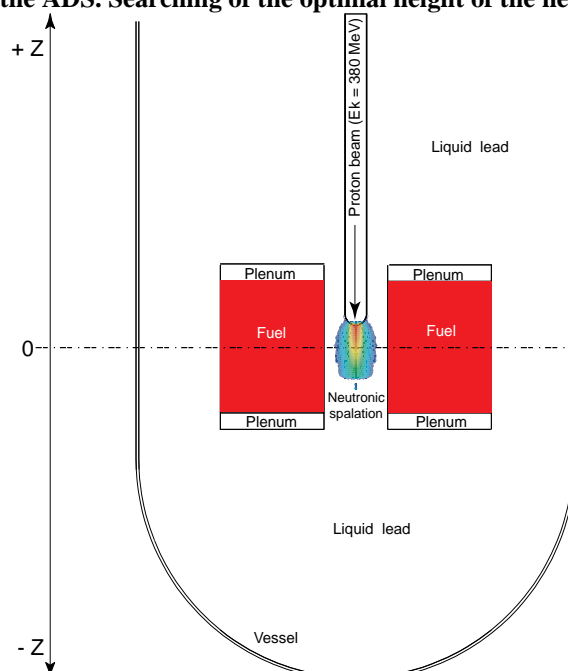 the ADS. Searching of the optimal height of the ne
+ Z
Proton beam (Ek = 380 MeV)
Liquid lead
Plenum
Plenum
Fuel
Fuel
0
Neutronic
spalation
Plenum
Plenum
Liquid lead
Vessel
- Z